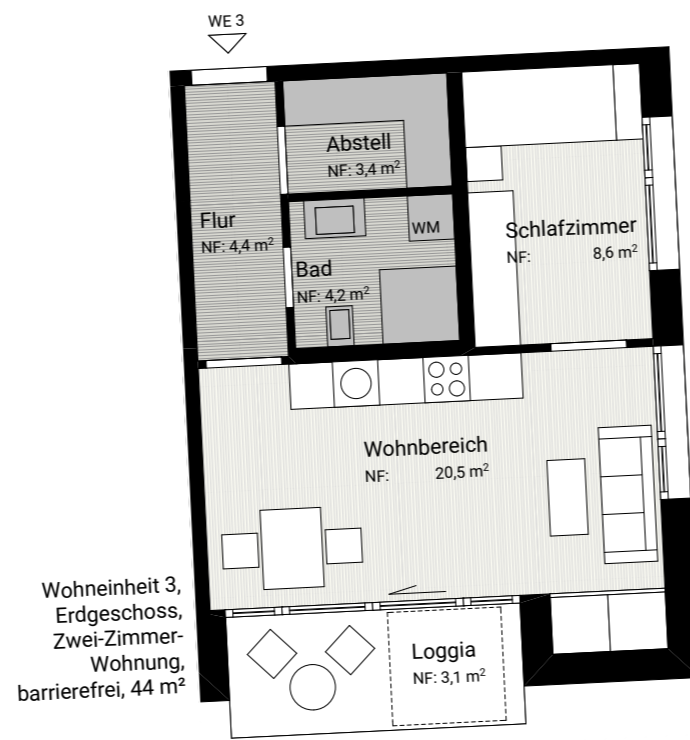 WE 3
Abstell
NF: 3,4 m²
Flur
NF: 4,4 m²
WM
Schlafzimmer
NF: 8,6 m²
Bad
NF: 4,2 m²
Wohnbereich
NF: 20,5 m²
Wohneinheit 3,
Erdgeschoss,
Zwei-Zimmer-
Wohnung,
barrierefrei, 44 m²
Loggia
NF: 3,1 m²